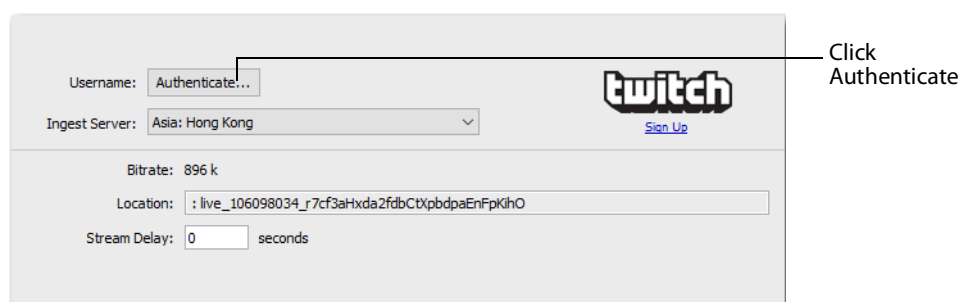 Click
Authenticate
Username: Authenticate...
twitch
Ingest Server: Asia: Hong Kong
Sign Up
Bitrate: 896 k
Location: : live_106098034_r7cf3aHxda2fdbCtXpbdpaEnFpKihO
Stream Delay: 0 seconds